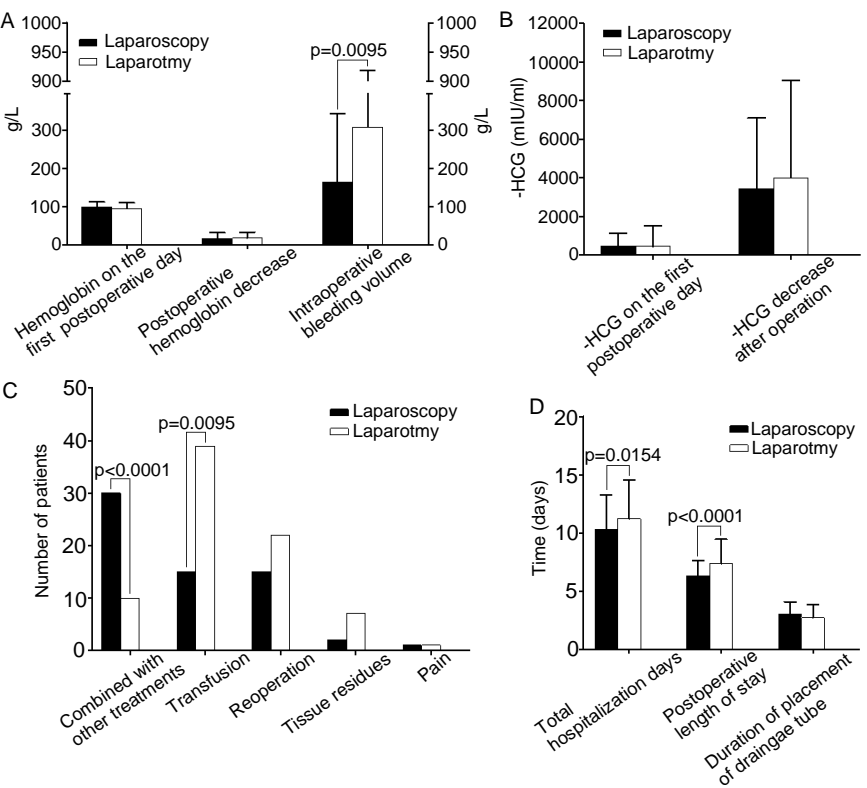 A
1000
950
900
300
200
100
0
g/L
Laparoscopy
Laparotmy
p=0.0095
1000
950
900
300
200
100
0
g/L
Hemoglobin on the
first postoperative day
Postoperative
hemoglobin decrease
Intraoperative
bleeding volume
B
12000
10000
8000
6000
4000
2000
0
-HCG (mIU/ml)
Laparoscopy
Laparotmy
-HCG on the first
postoperative day
-HCG decrease
after operation
C
50
40
30
20
10
0
Number of patients
Laparoscopy
Laparotmy
p<0.0001
p=0.0095
Combined with
other treatments
Transfusion
Reoperation
Tissue residues
Pain
D
20
15
10
5
0
Time (days)
Laparoscopy
Laparotmy
p=0.0154
p<0.0001
Total
hospitalization days
Postoperative
length of stay
Duration of placement
of draingae tube